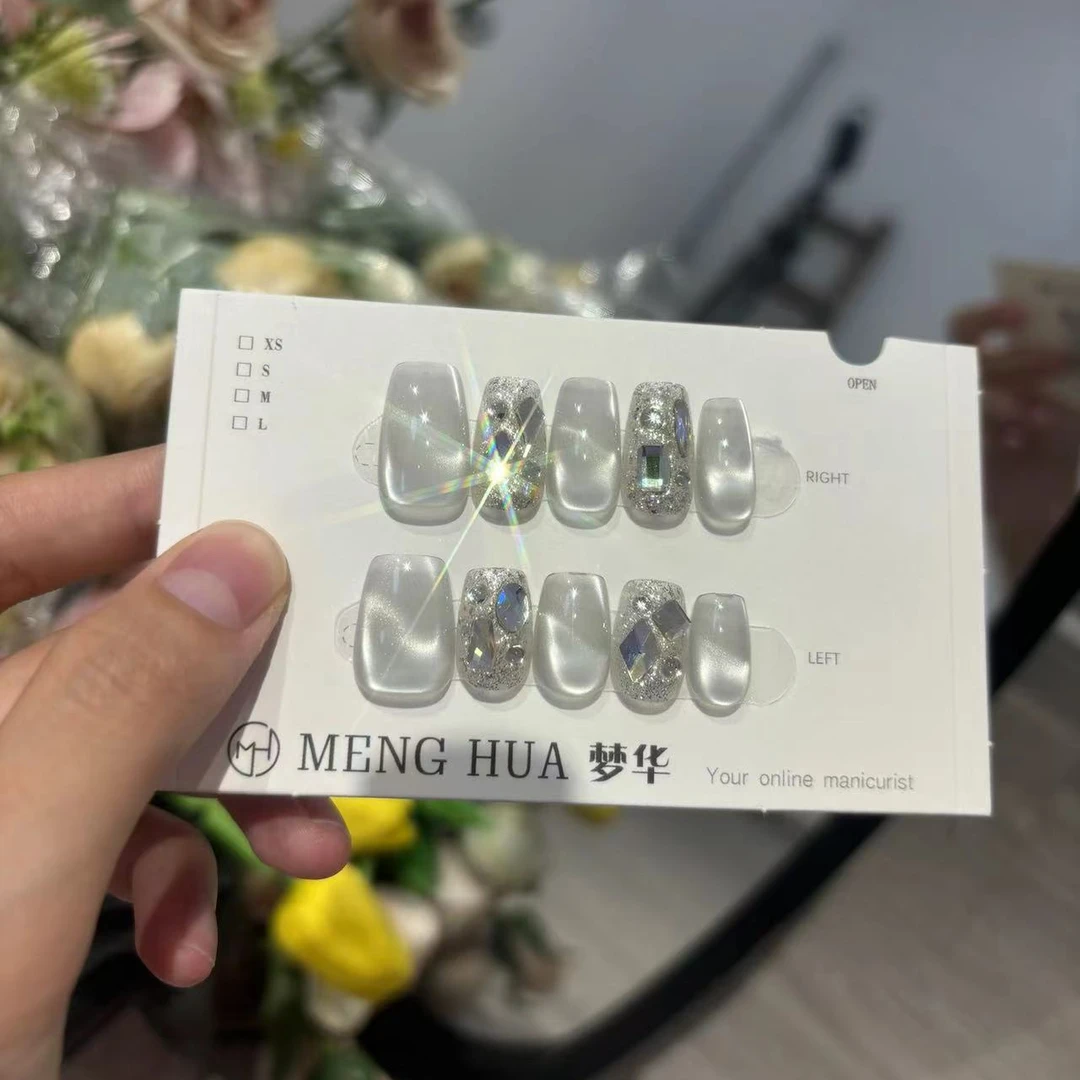 XS
S
M
L
OPEN
RIGHT
LEFT
MH MENG HUA 梦华 Your online manicurist